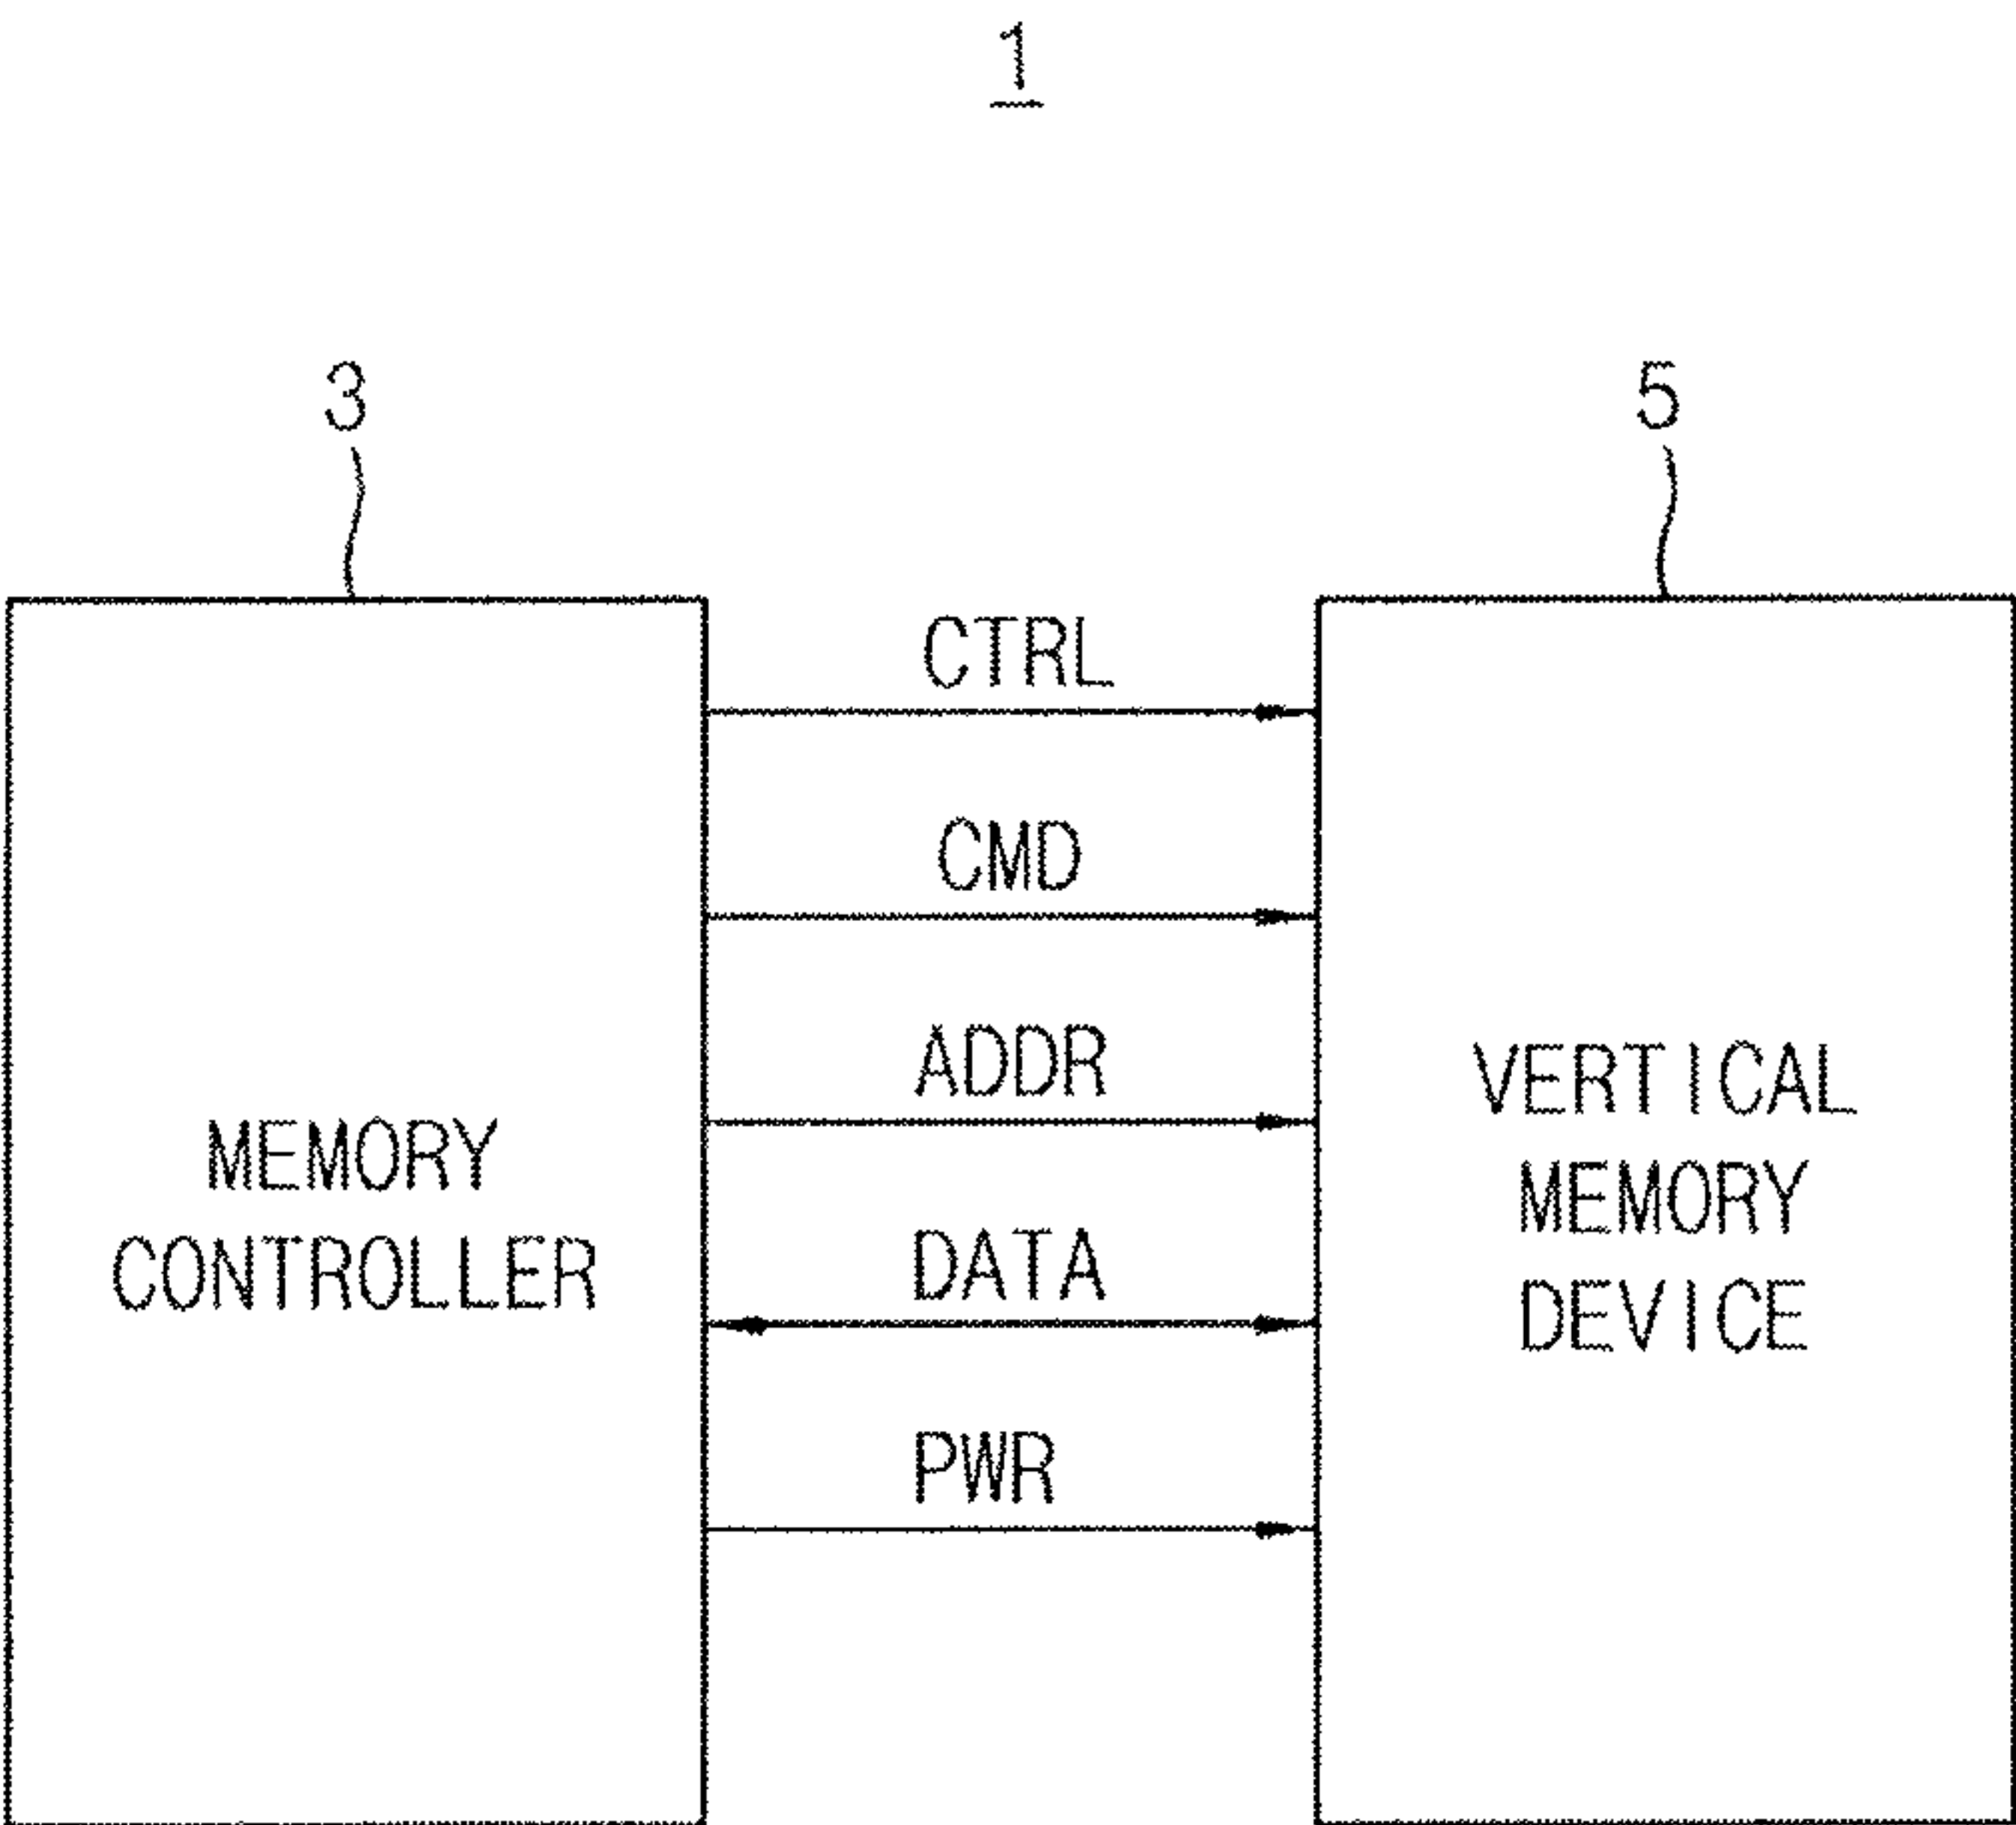 1
3
5
CTRL
CMD
ADDR
DATA
PWR
MEMORY
CONTROLLER
VERTICAL
MEMORY
DEVICE